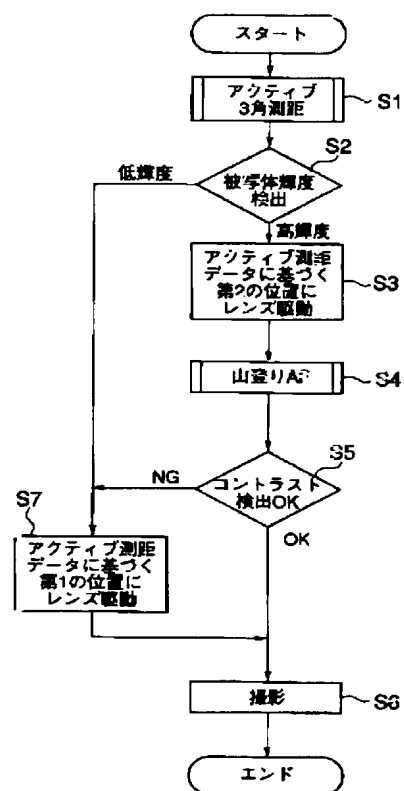 スタート
アクティブ
3角測距
S1
S2
低輝度
被写体輝度
検出
高輝度
アクティブ測距
データに基づく
第2の位置に
レンズ駆動
S3
山登りAF
S4
S5
NG
コントラスト
検出OK
OK
S7
アクティブ測距
データに基づく
第1の位置に
レンズ駆動
撮影
S6
エンド